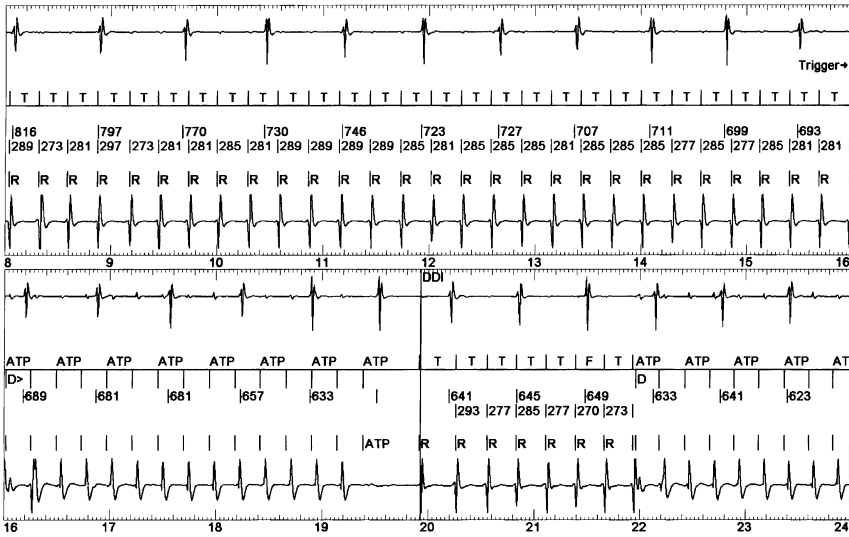 Trigger→
T T T T T T T T T T T T T T T T T T T T T T T T T T T T
816 797 770 730 746 723 727 707 711 699 693
289 273 281 297 273 281 281 285 281 289 289 289 289 285 281 285 285 285 281 285 285 285 277 285 277 285 281 281
R R R R R R R R R R R R R R R R R R R R R R R R R R R R
8 9 10 11 12 13 14 15 16
DDI
ATP ATP ATP ATP ATP ATP ATP ATP T T T T T F T ATP ATP ATP ATP AT
D> D
689 681 681 657 633 641 645 649 633 641 623
293 277 285 277 270 273
ATP R R R R R R R
16 17 18 19 20 21 22 23 24